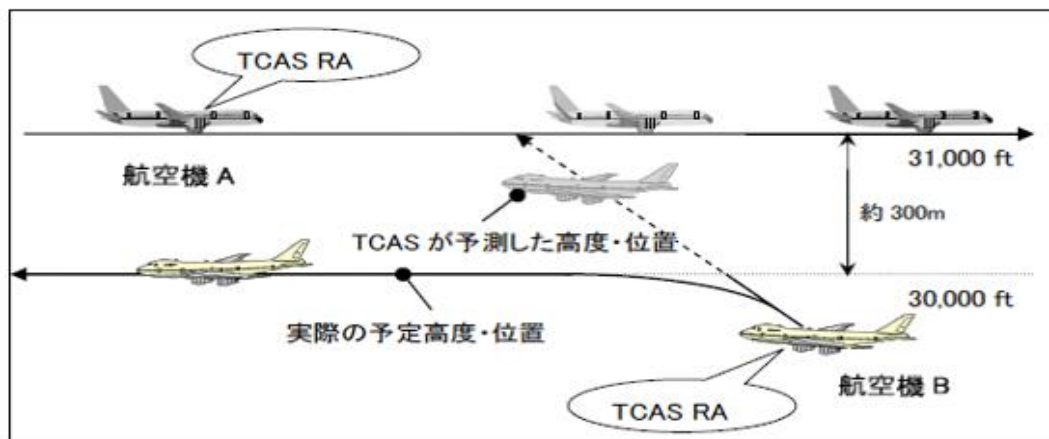 TCAS RA
航空機 A
31,000 ft
約 300m
TCAS が予測した高度・位置
30,000 ft
実際の予定高度・位置
航空機 B
TCAS RA